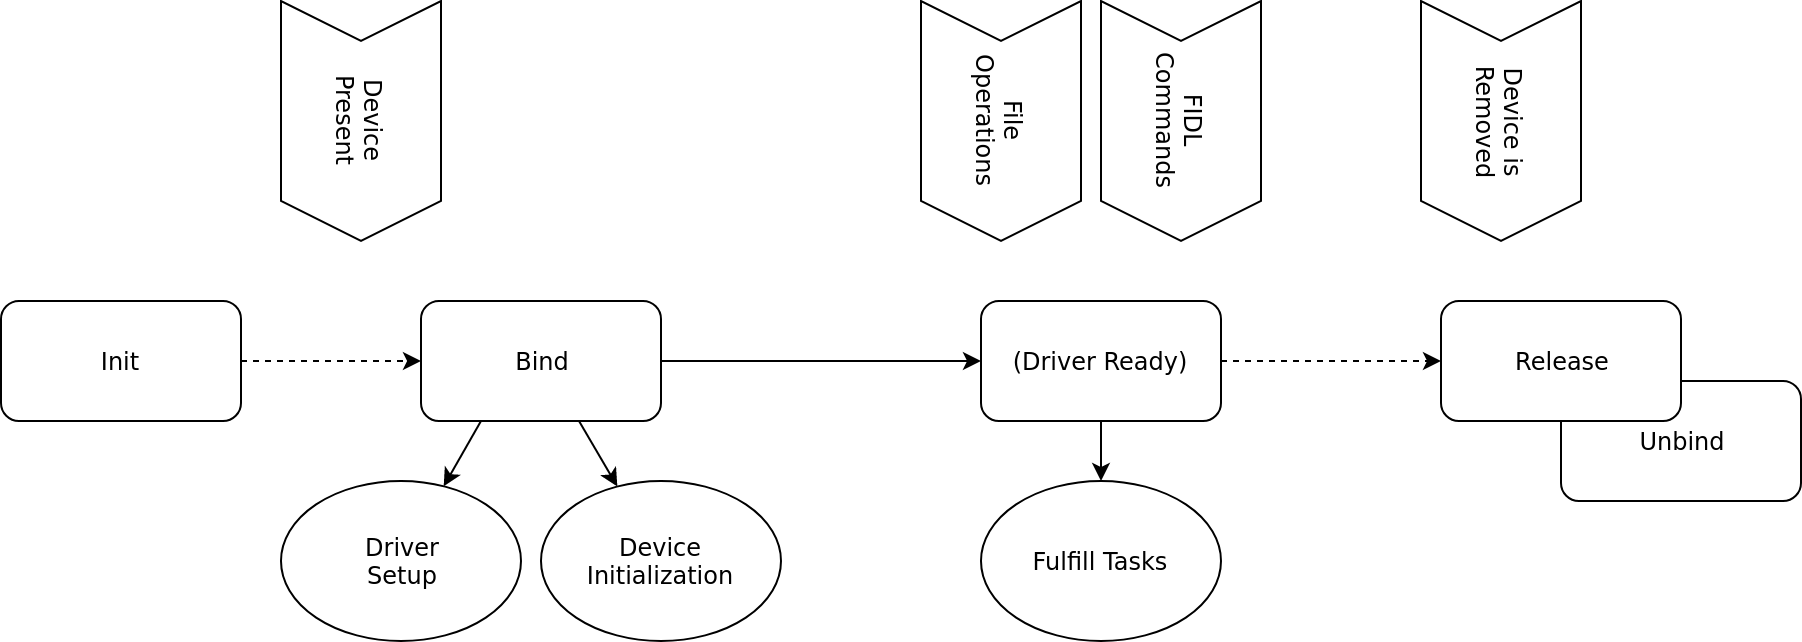 Device
Present
File
Operations
FIDL
Commands
Device is
Removed
Init
Bind
(Driver Ready)
Release
Unbind
Driver
Setup
Device
Initialization
Fulfill Tasks